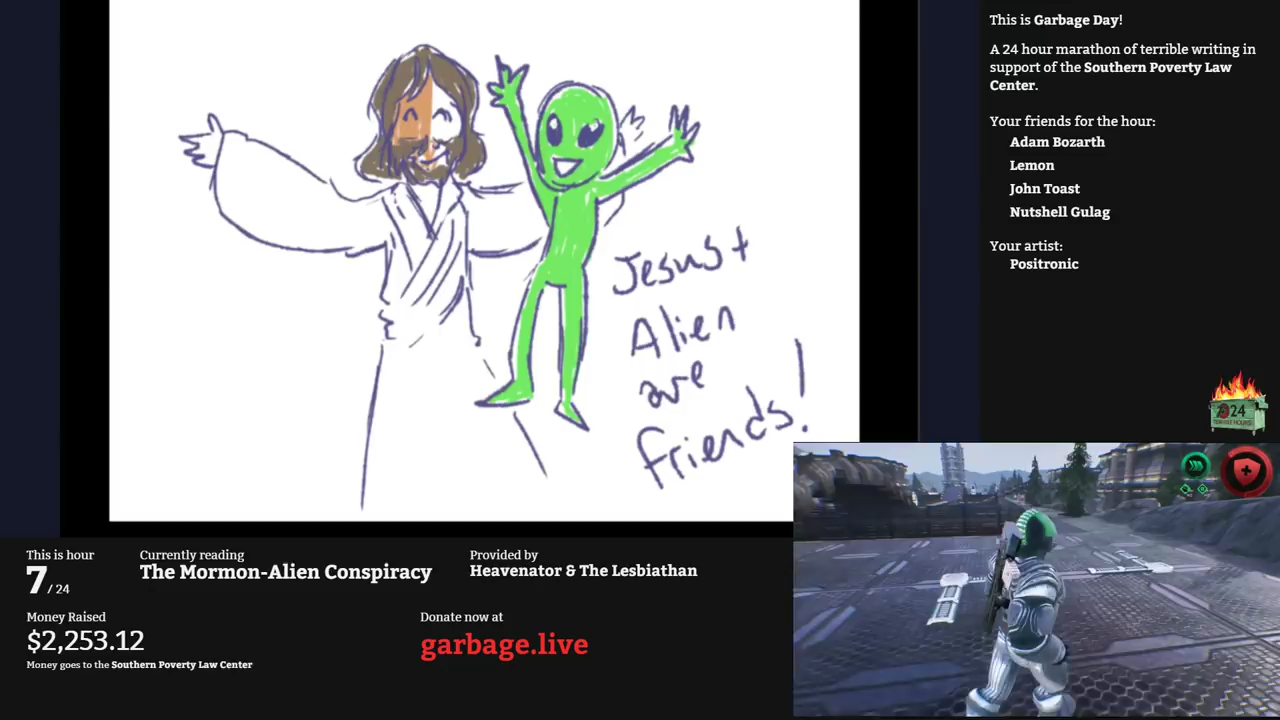 Jesus +
Alien
are
friends!
This is Garbage Day!
A 24 hour marathon of terrible writing in
support of the Southern Poverty Law
Center.
Your friends for the hour:
Adam Bozarth
Lemon
John Toast
Nutshell Gulag
Your artist:
Positronic
This is hour
7 / 24
Currently reading
The Mormon-Alien Conspiracy
Provided by
Heavenator & The Lesbiathan
Money Raised
$2,253.12
Money goes to the Southern Poverty Law Center
Donate now at
garbage.live